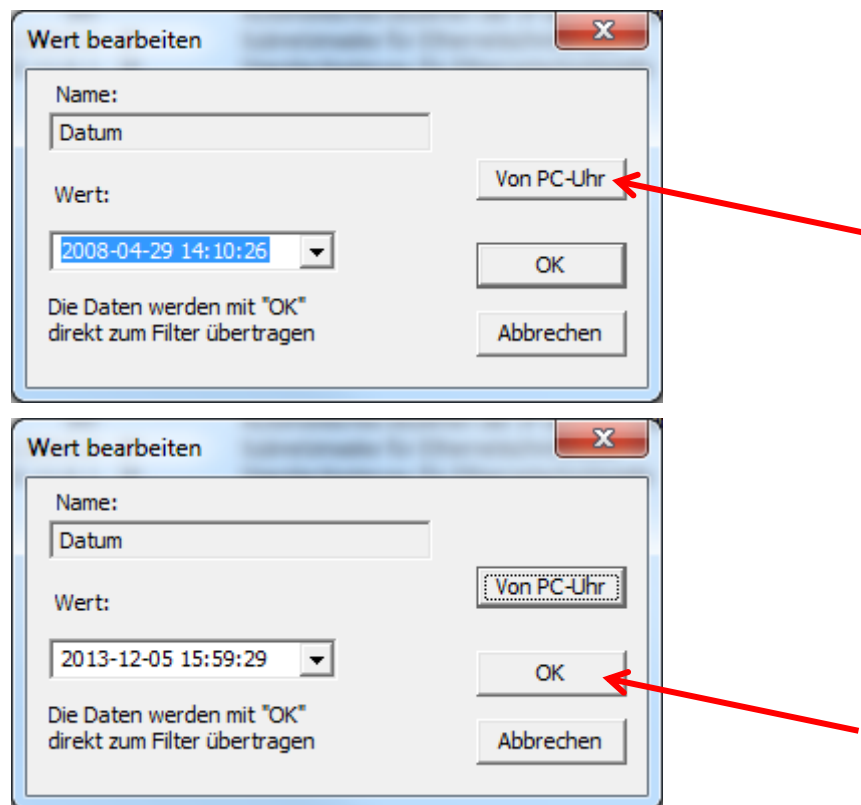 Wert bearbeiten
Name:
Datum
Von PC-Uhr
Wert:
2008-04-29 14:10:26
OK
Die Daten werden mit "OK"
direkt zum Filter übertragen
Abbrechen
Wert bearbeiten
Name:
Datum
Von PC-Uhr
Wert:
2013-12-05 15:59:29
OK
Die Daten werden mit "OK"
direkt zum Filter übertragen
Abbrechen